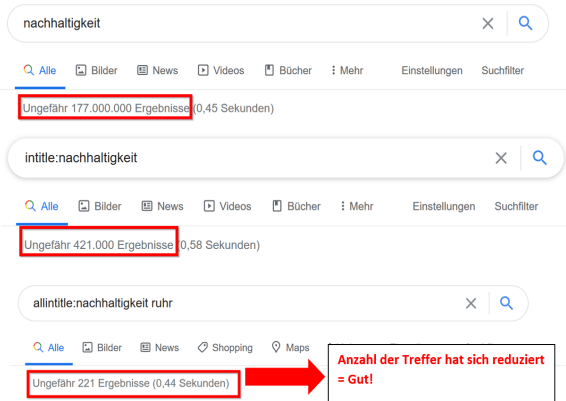 nachhaltigkeit
Alle Bilder News Videos Bücher Mehr Einstellungen Suchfilter
Ungefähr 177.000.000 Ergebnisse (0,45 Sekunden)
intitle:nachhaltigkeit
Alle Bilder News Videos Bücher Mehr Einstellungen Suchfilter
Ungefähr 421.000 Ergebnisse (0,58 Sekunden)
allintitle:nachhaltigkeit ruhr
Alle Bilder News Shopping Maps
Ungefähr 221 Ergebnisse (0,44 Sekunden)
Anzahl der Treffer hat sich reduziert
= Gut!